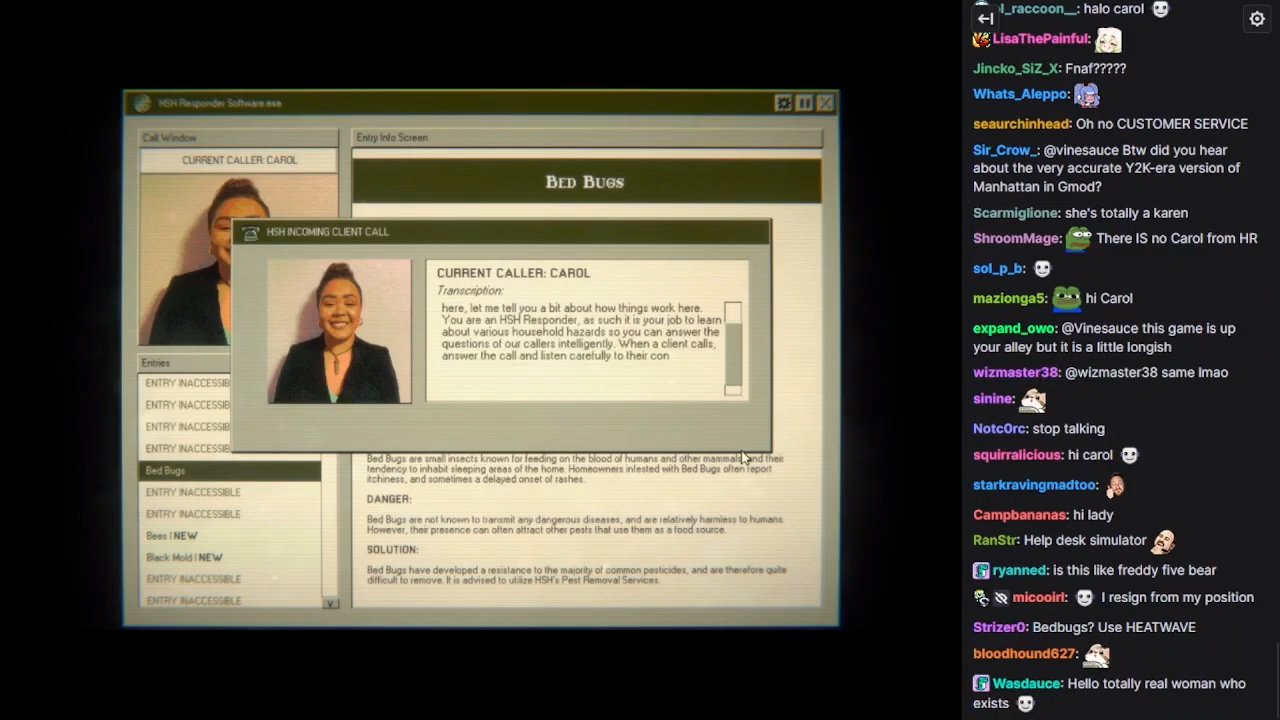 HSH Responder Software.exe
Call Window
CURRENT CALLER: CAROL
Entries
ENTRY INACCESSIB
ENTRY INACCESSIB
ENTRY INACCESSIB
ENTRY INACCESSIB
Bed Bugs
ENTRY INACCESSIBLE
ENTRY INACCESSIBLE
Bees | NEW
Black Mold | NEW
ENTRY INACCESSIBLE
ENTRY INACCESSIBLE
V
Entry Info Screen
BED BUGS
HSH INCOMING CLIENT CALL
CURRENT CALLER: CAROL
Transcription:
here, let me tell you a bit about how things work here.
You are an HSH Responder, as such it is your job to learn
about various household hazards so you can answer the
questions of our callers intelligently. When a client calls,
answer the call and listen carefully to their con
Bed Bugs are small insects known for feeding on the blood of humans and other mammals, and their
tendency to inhabit sleeping areas of the home. Homeowners infested with Bed Bugs often report
itchiness, and sometimes a delayed onset of rashes.
DANGER:
Bed Bugs are not known to transmit any dangerous diseases, and are relatively harmless to humans.
However, their presence can often attract other pests that use them as a food source.
SOLUTION:
Bed Bugs have developed a resistance to the majority of common pesticides, and are therefore quite
difficult to remove. It is advised to utilize HSH's Pest Removal Services.
ol_raccoon__: halo carol
LisaThePainful:
Jincko_SiZ_X: Fnaf?????
Whats_Aleppo:
seaurchinhead: Oh no CUSTOMER SERVICE
Sir_Crow_: @vinesauce Btw did you hear
about the very accurate Y2K-era version of
Manhattan in Gmod?
Scarmiglione: she's totally a karen
ShroomMage: There IS no Carol from HR
sol_p_b:
mazionga5: hi Carol
expand_owo: @Vinesauce this game is up
your alley but it is a little longish
wizmaster38: @wizmaster38 same lmao
sinine:
Notc0rc: stop talking
squirralicious: hi carol
starkravingmadtoo:
Campbananas: hi lady
RanStr: Help desk simulator
ryanned: is this like freddy five bear
micooirl: I resign from my position
Strizer0: Bedbugs? Use HEATWAVE
bloodhound627:
Wasdauce: Hello totally real woman who
exists